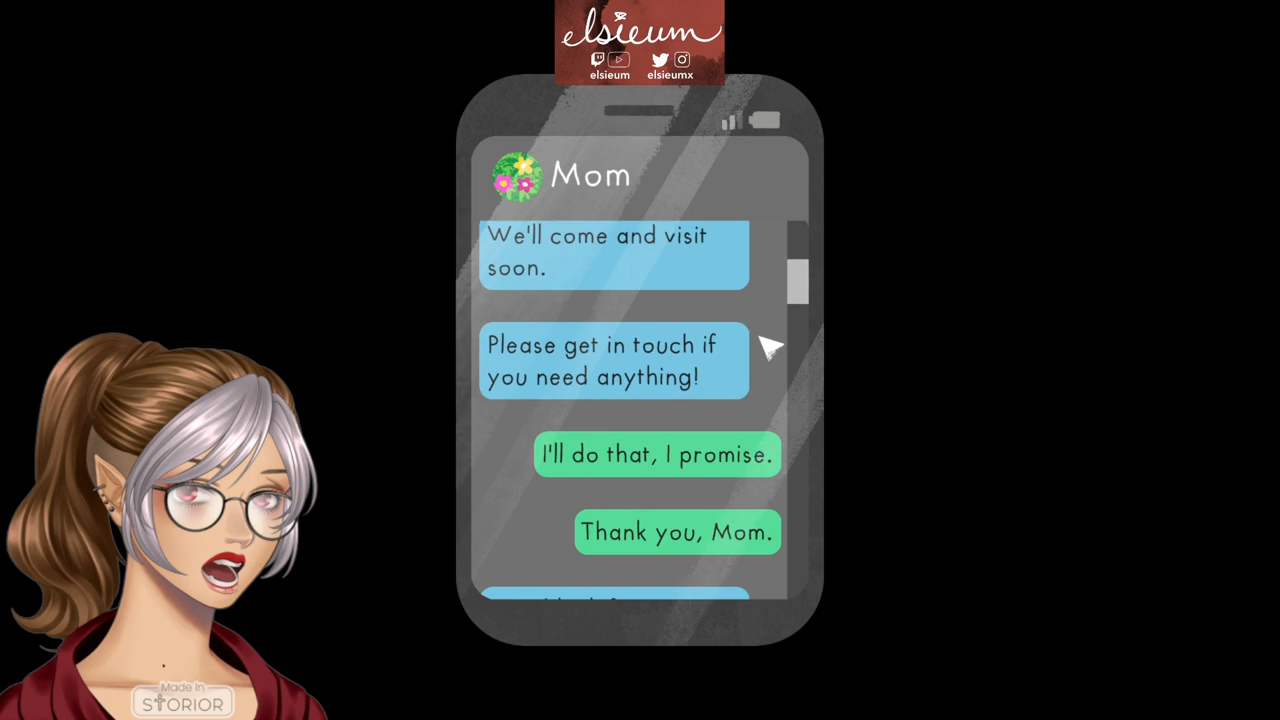 elsieum
elsieum elsieumx
Mom
We'll come and visit
soon.
Please get in touch if
you need anything!
I'll do that, I promise.
Thank you, Mom.
Made in
STORIOR